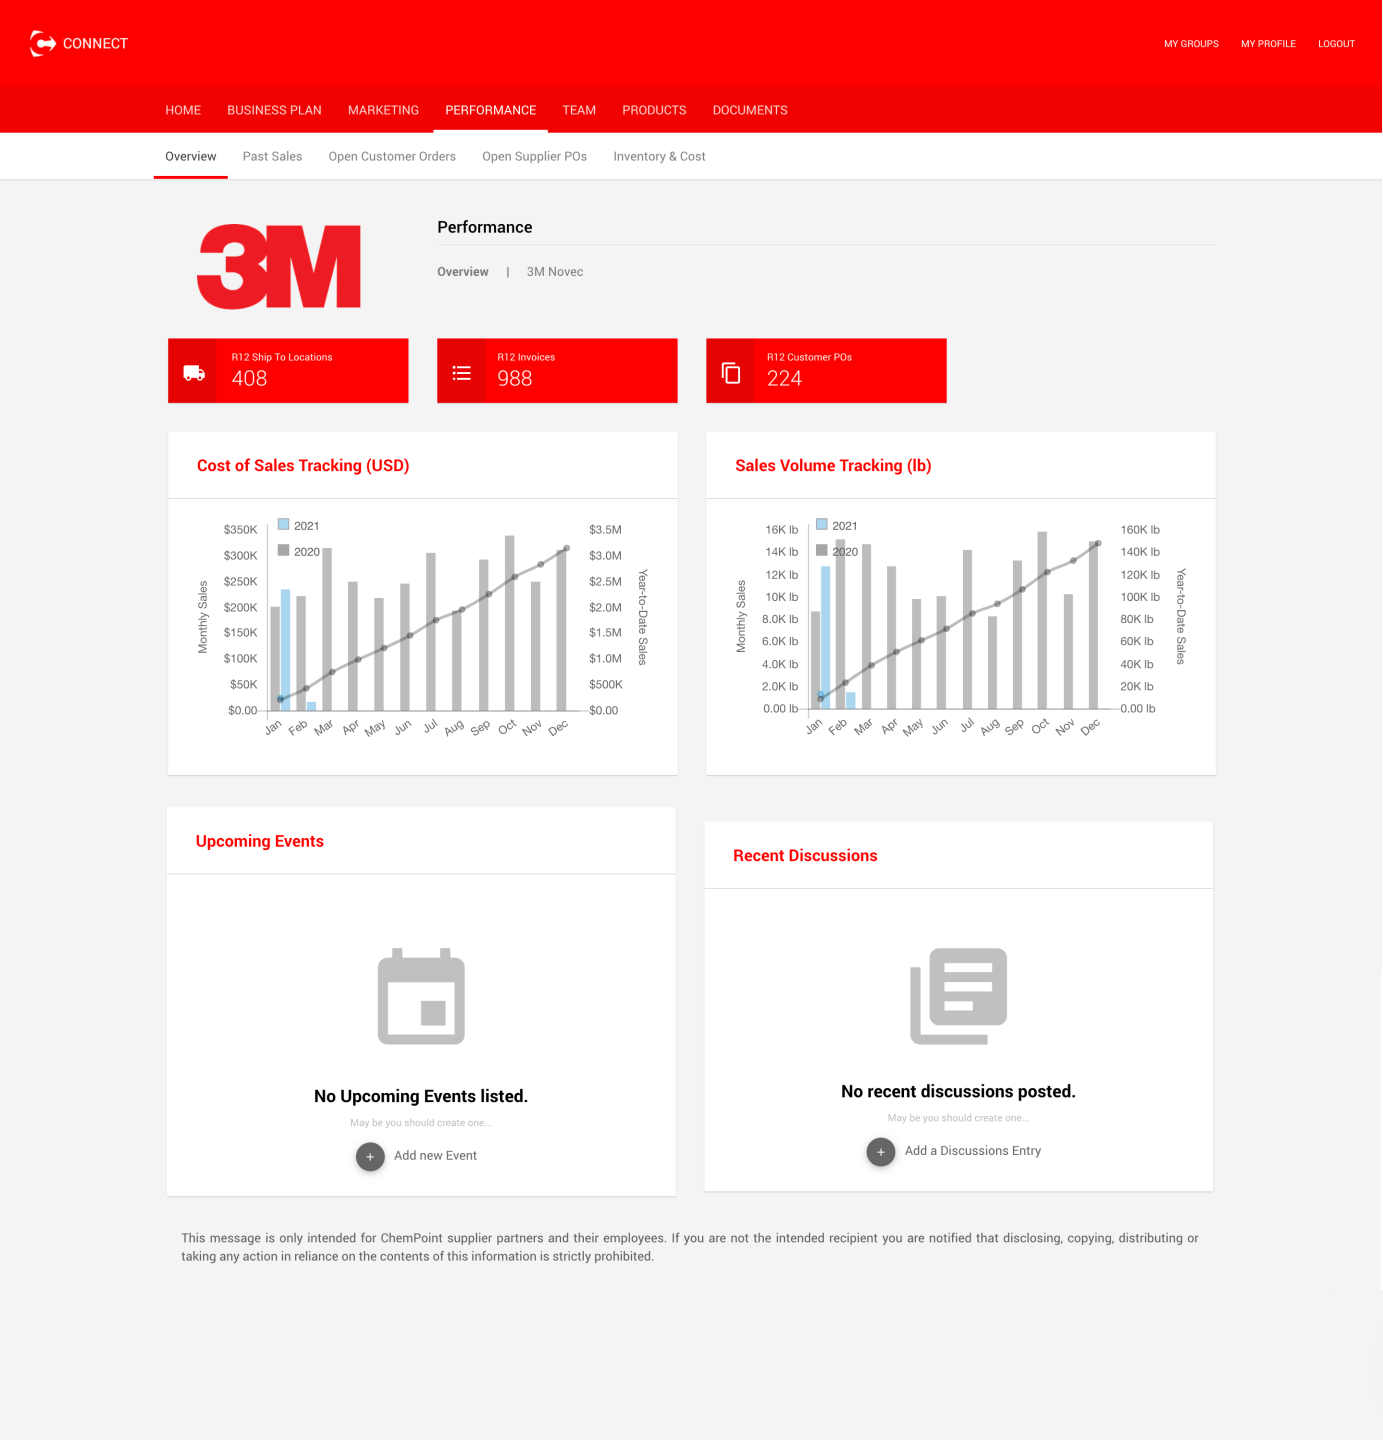 CONNECT
MY GROUPS MY PROFILE LOGOUT
HOME BUSINESS PLAN MARKETING PERFORMANCE TEAM PRODUCTS DOCUMENTS
Overview Past Sales Open Customer Orders Open Supplier POs Inventory & Cost
3M
Performance
Overview | 3M Novec
R12 Ship To Locations
408
R12 Invoices
988
R12 Customer POs
224
Cost of Sales Tracking (USD)
2021
2020
Monthly Sales
$350K
$300K
$250K
$200K
$150K
$100K
$50K
$0.00
$3.5M
$3.0M
$2.5M
$2.0M
$1.5M
$1.0M
$500K
$0.00
Year-to-Date Sales
Jan Feb Mar Apr May Jun Jul Aug Sep Oct Nov Dec
Sales Volume Tracking (lb)
2021
2020
Monthly Sales
16K lb
14K lb
12K lb
10K lb
8.0K lb
6.0K lb
4.0K lb
2.0K lb
0.00 lb
160K lb
140K lb
120K lb
100K lb
80K lb
60K lb
40K lb
20K lb
0.00 lb
Year-to-Date Sales
Jan Feb Mar Apr May Jun Jul Aug Sep Oct Nov Dec
Upcoming Events
No Upcoming Events listed.
May be you should create one...
+ Add new Event
Recent Discussions
No recent discussions posted.
May be you should create one...
+ Add a Discussions Entry
This message is only intended for ChemPoint supplier partners and their employees. If you are not the intended recipient you are notified that disclosing, copying, distributing or
taking any action in reliance on the contents of this information is strictly prohibited.